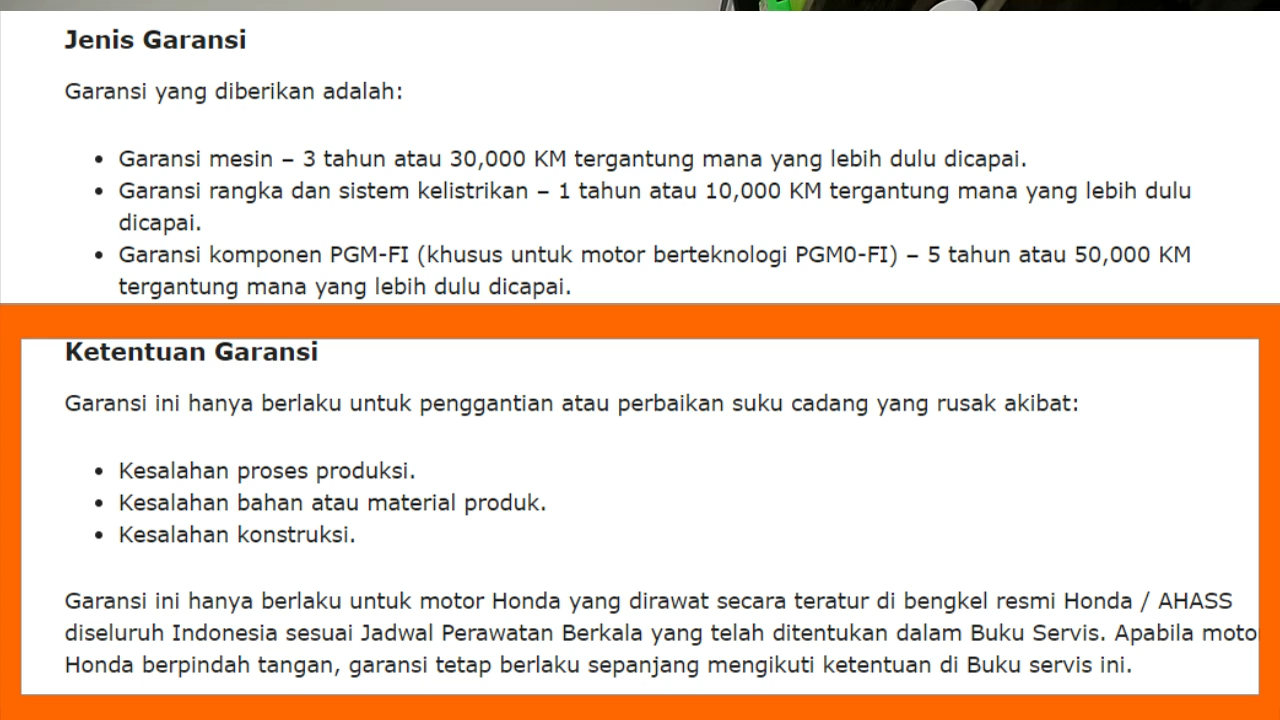 Jenis Garansi
Garansi yang diberikan adalah:
• Garansi mesin – 3 tahun atau 30,000 KM tergantung mana yang lebih dulu dicapai.
• Garansi rangka dan sistem kelistrikan – 1 tahun atau 10,000 KM tergantung mana yang lebih dulu
dicapai.
• Garansi komponen PGM-FI (khusus untuk motor berteknologi PGM0-FI) – 5 tahun atau 50,000 KM
tergantung mana yang lebih dulu dicapai.
Ketentuan Garansi
Garansi ini hanya berlaku untuk penggantian atau perbaikan suku cadang yang rusak akibat:
• Kesalahan proses produksi.
• Kesalahan bahan atau material produk.
• Kesalahan konstruksi.
Garansi ini hanya berlaku untuk motor Honda yang dirawat secara teratur di bengkel resmi Honda / AHASS
diseluruh Indonesia sesuai Jadwal Perawatan Berkala yang telah ditentukan dalam Buku Servis. Apabila motor
Honda berpindah tangan, garansi tetap berlaku sepanjang mengikuti ketentuan di Buku servis ini.